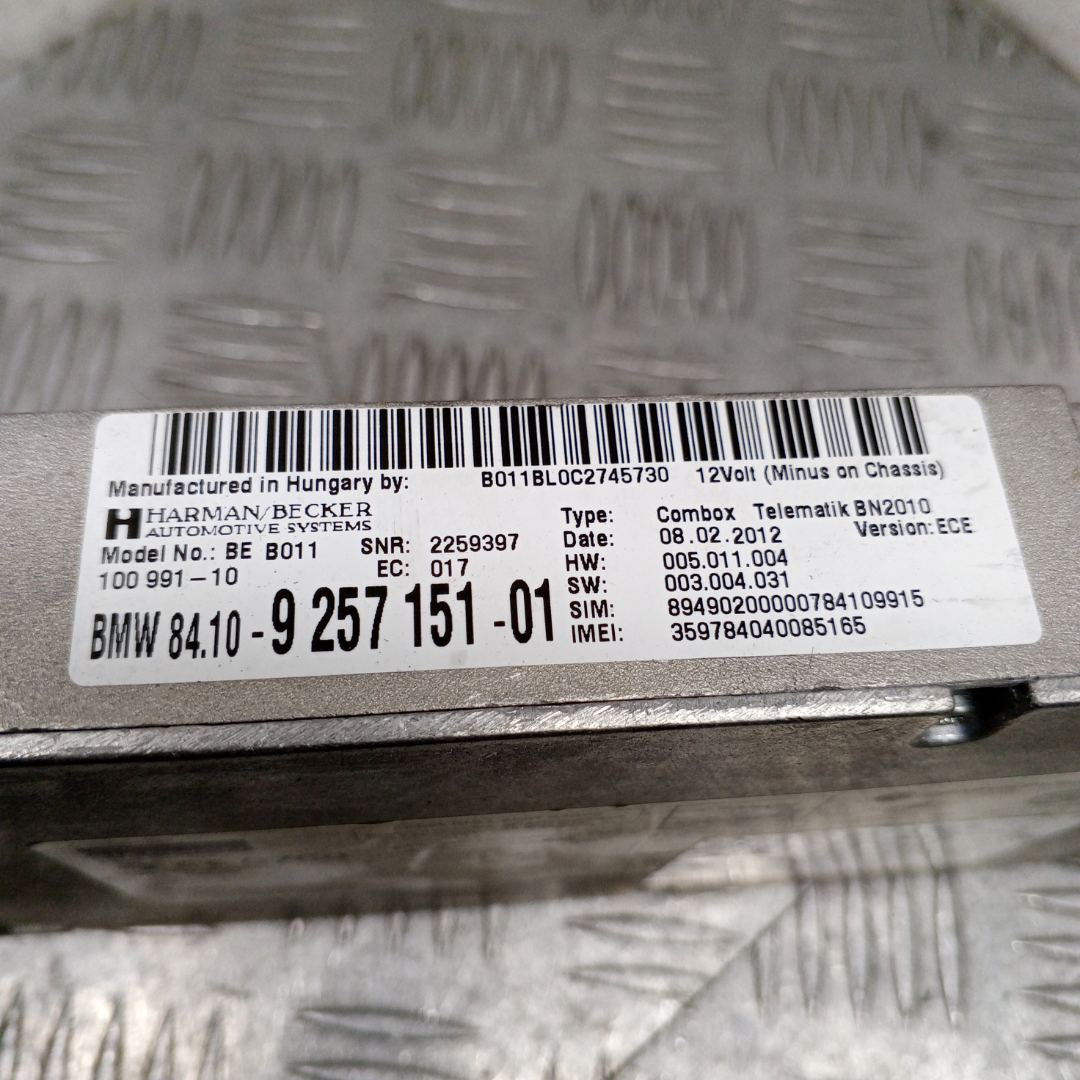 Manufactured in Hungary by: B011BL0C2745730 12Volt (Minus on Chassis)
HARMAN/BECKER
AUTOMOTIVE SYSTEMS
Model No.: BE B011 SNR: 2259397
100 991-10 EC: 017
BMW 84.10 - 9 257 151 - 01
Type: Combox Telematik BN2010
Date: 08.02.2012 Version: ECE
HW: 005.011.004
SW: 003.004.031
SIM: 89490200000784109915
IMEI: 359784040085165